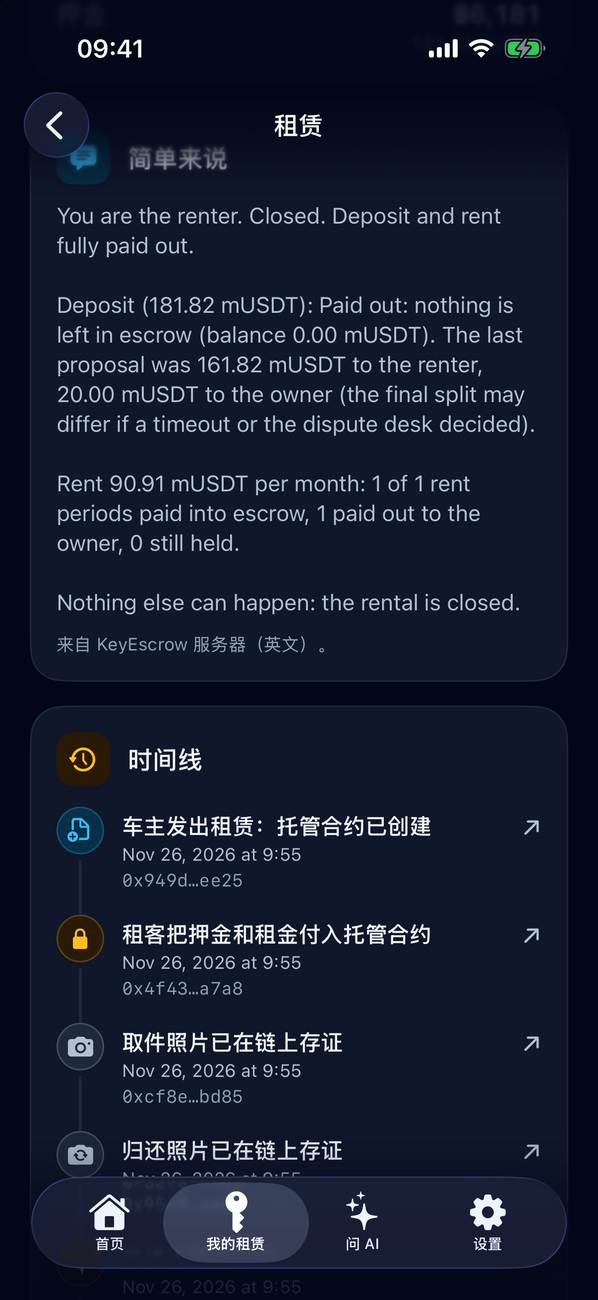 押金
86,181
09:41
租赁
简单来说
You are the renter. Closed. Deposit and rent
fully paid out.
Deposit (181.82 mUSDT): Paid out: nothing is
left in escrow (balance 0.00 mUSDT). The last
proposal was 161.82 mUSDT to the renter,
20.00 mUSDT to the owner (the final split may
differ if a timeout or the dispute desk decided).
Rent 90.91 mUSDT per month: 1 of 1 rent
periods paid into escrow, 1 paid out to the
owner, 0 still held.
Nothing else can happen: the rental is closed.
来自 KeyEscrow 服务器（英文）。
时间线
车主发出租赁：托管合约已创建
Nov 26, 2026 at 9:55
0x949d…ee25
租客把押金和租金付入托管合约
Nov 26, 2026 at 9:55
0x4f43…a7a8
取件照片已在链上存证
Nov 26, 2026 at 9:55
0xcf8e…bd85
归还照片已在链上存证
Nov 26, 2026 at 9:55
首页
我的租赁
问 AI
设置
Nov 26, 2026 at 9:55